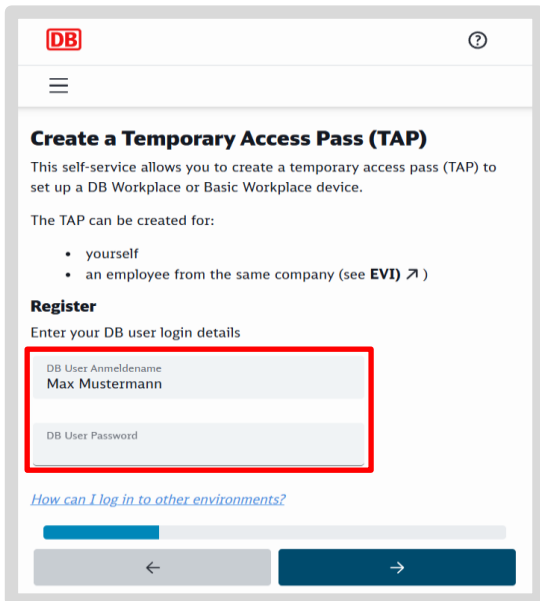 DB
Create a Temporary Access Pass (TAP)
This self-service allows you to create a temporary access pass (TAP) to
set up a DB Workplace or Basic Workplace device.
The TAP can be created for:
• yourself
• an employee from the same company (see EVI) ↗ )
Register
Enter your DB user login details
DB User Anmeldename
Max Mustermann
DB User Password
How can I log in to other environments?